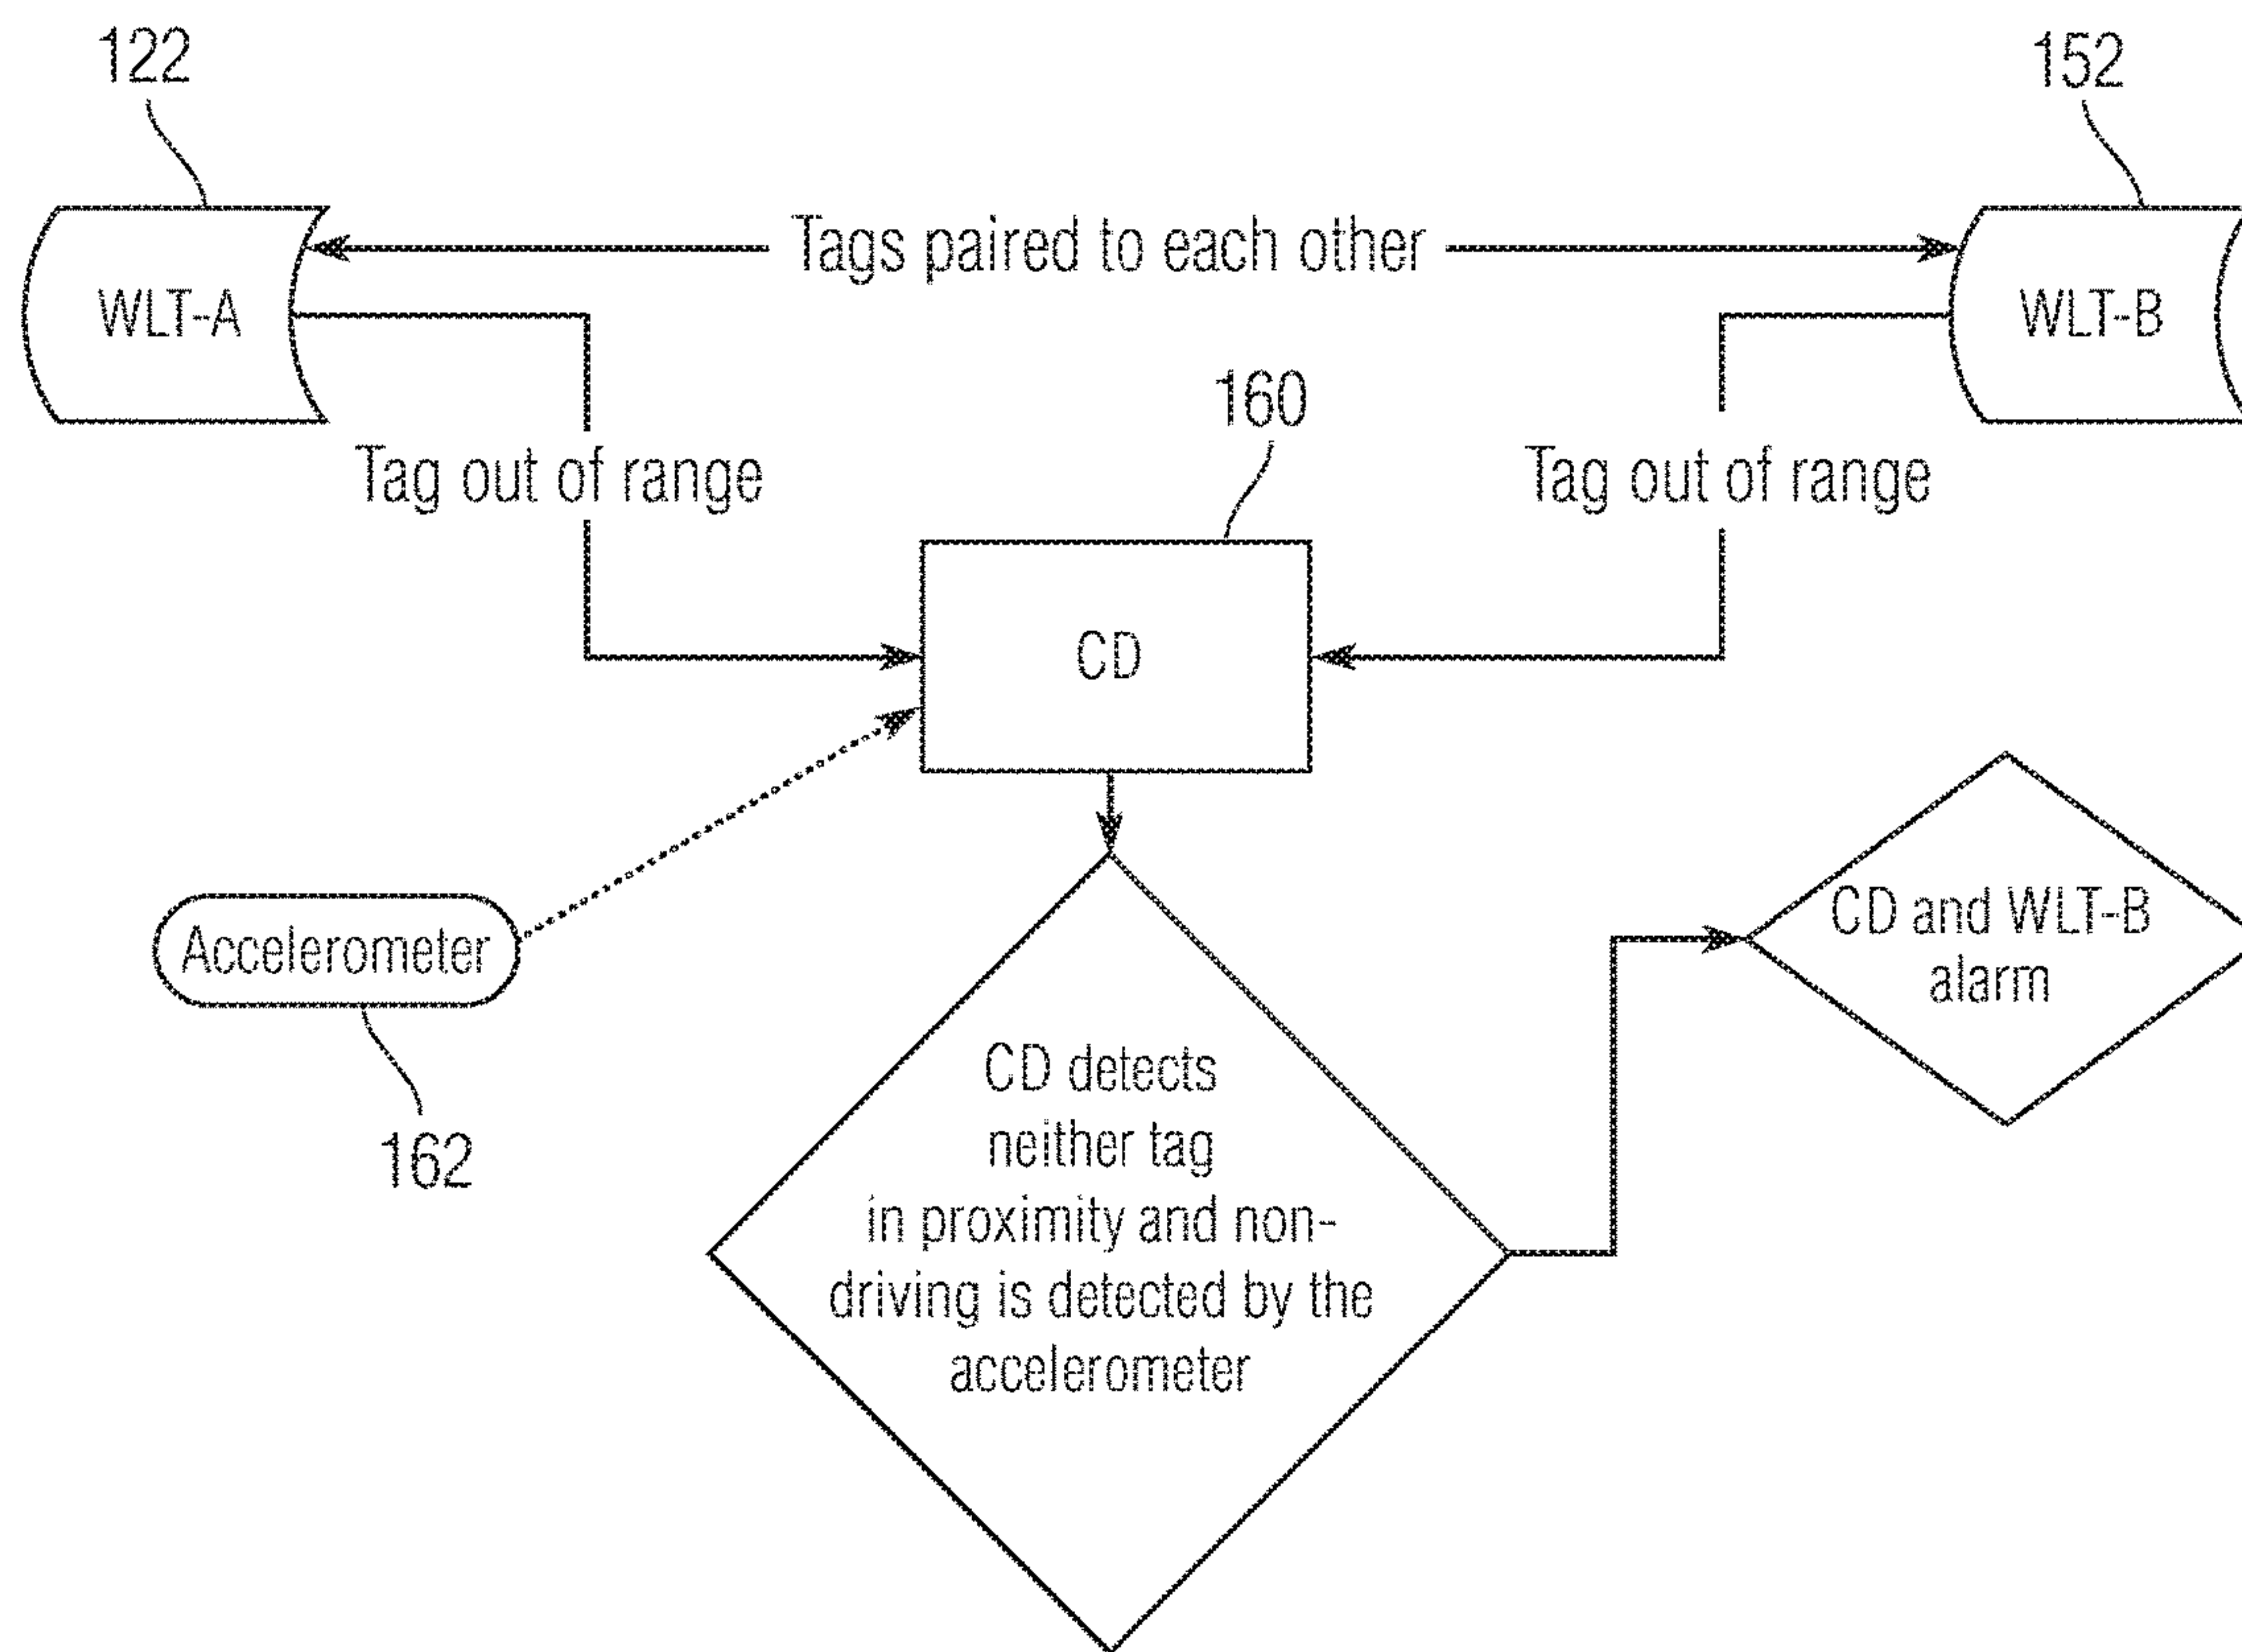 122
152
Tags paired to each other
WLT-A
WLT-B
160
Tag out of range
Tag out of range
CD
CD and WLT-B
alarm
Accelerometer
162
CD detects
neither tag
in proximity and non-
driving is detected by the
accelerometer